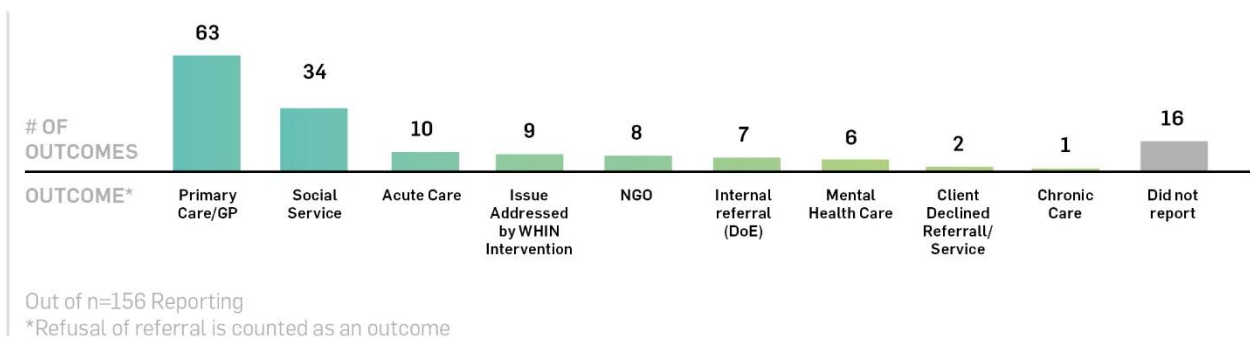 63
34
10
9
8
7
6
2
1
16
# OF
OUTCOMES
OUTCOME*
Primary
Care/GP
Social
Service
Acute Care
Issue
Addressed
by WHIN
Intervention
NGO
Internal
referral
(DoE)
Mental
Health Care
Client
Declined
Referrall/
Service
Chronic
Care
Did not
report
Out of n=156 Reporting
*Refusal of referral is counted as an outcome